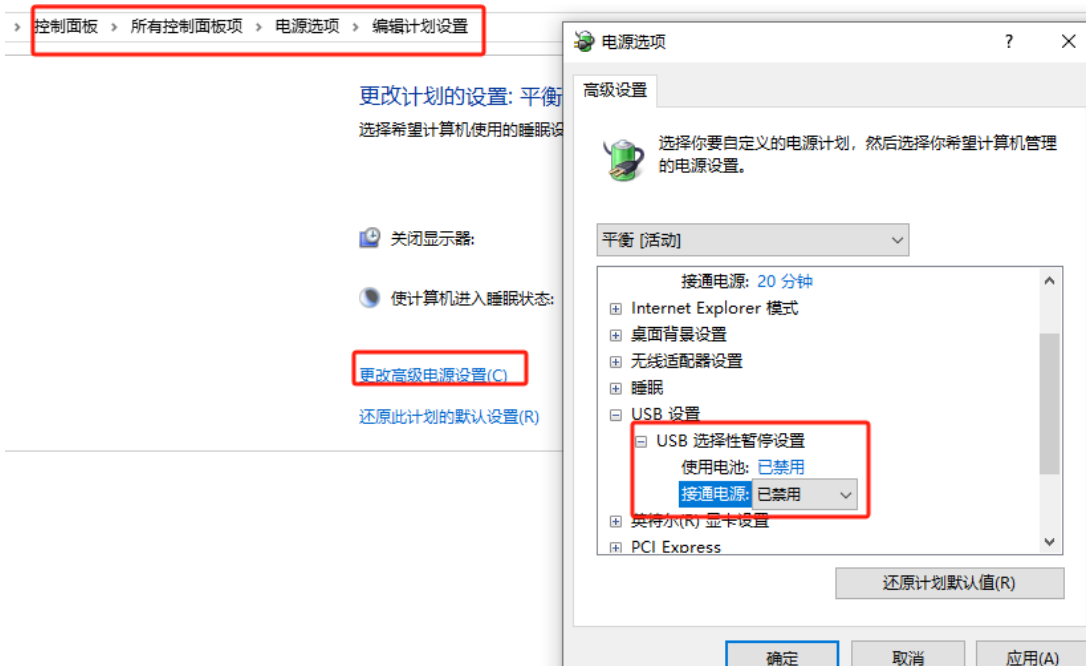 › 控制面板 › 所有控制面板项 › 电源选项 › 编辑计划设置
更改计划的设置: 平衡
选择希望计算机使用的睡眠设
关闭显示器:
使计算机进入睡眠状态:
更改高级电源设置(C)
还原此计划的默认设置(R)
电源选项
高级设置
选择你要自定义的电源计划，然后选择你希望计算机管理
的电源设置。
平衡 [活动]
接通电源: 20 分钟
Internet Explorer 模式
桌面背景设置
无线适配器设置
睡眠
USB 设置
USB 选择性暂停设置
使用电池: 已禁用
接通电源: 已禁用
英特尔(R) 显卡设置
PCI Express
还原计划默认值(R)
确定
取消
应用(A)